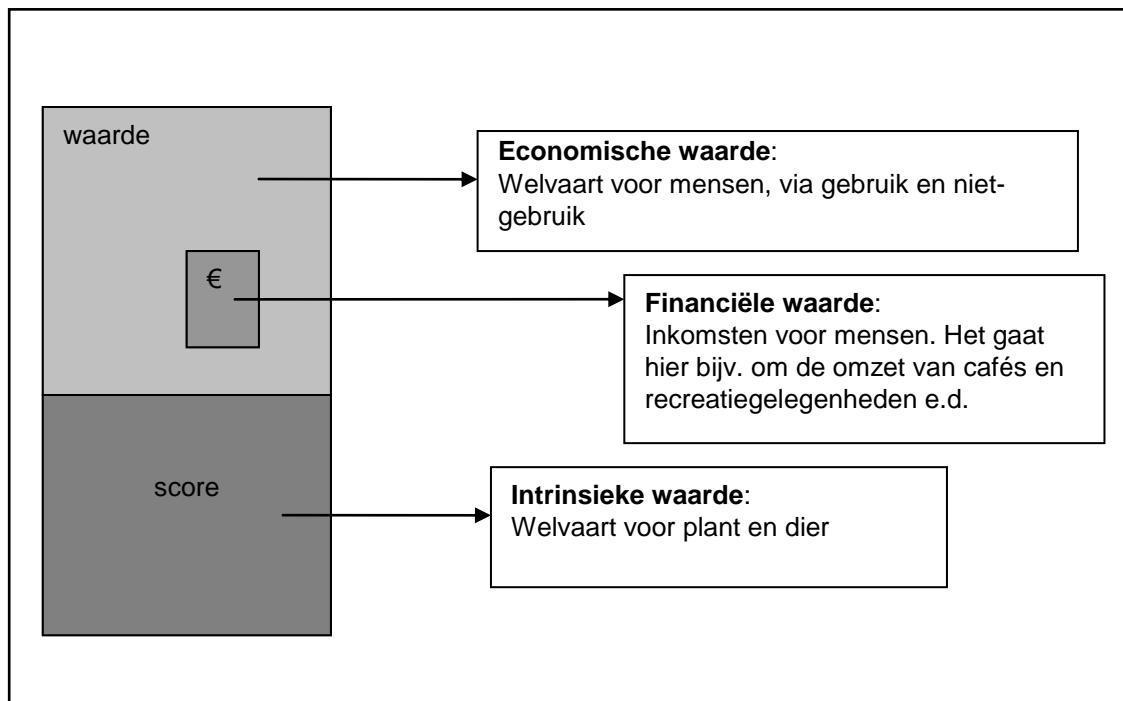 waarde
Economische waarde:
Welvaart voor mensen, via gebruik en niet-
gebruik
€
Financiële waarde:
Inkomsten voor mensen. Het gaat
hier bijv. om de omzet van cafés en
recreatiegelegenheden e.d.
score
Intrinsieke waarde:
Welvaart voor plant en dier